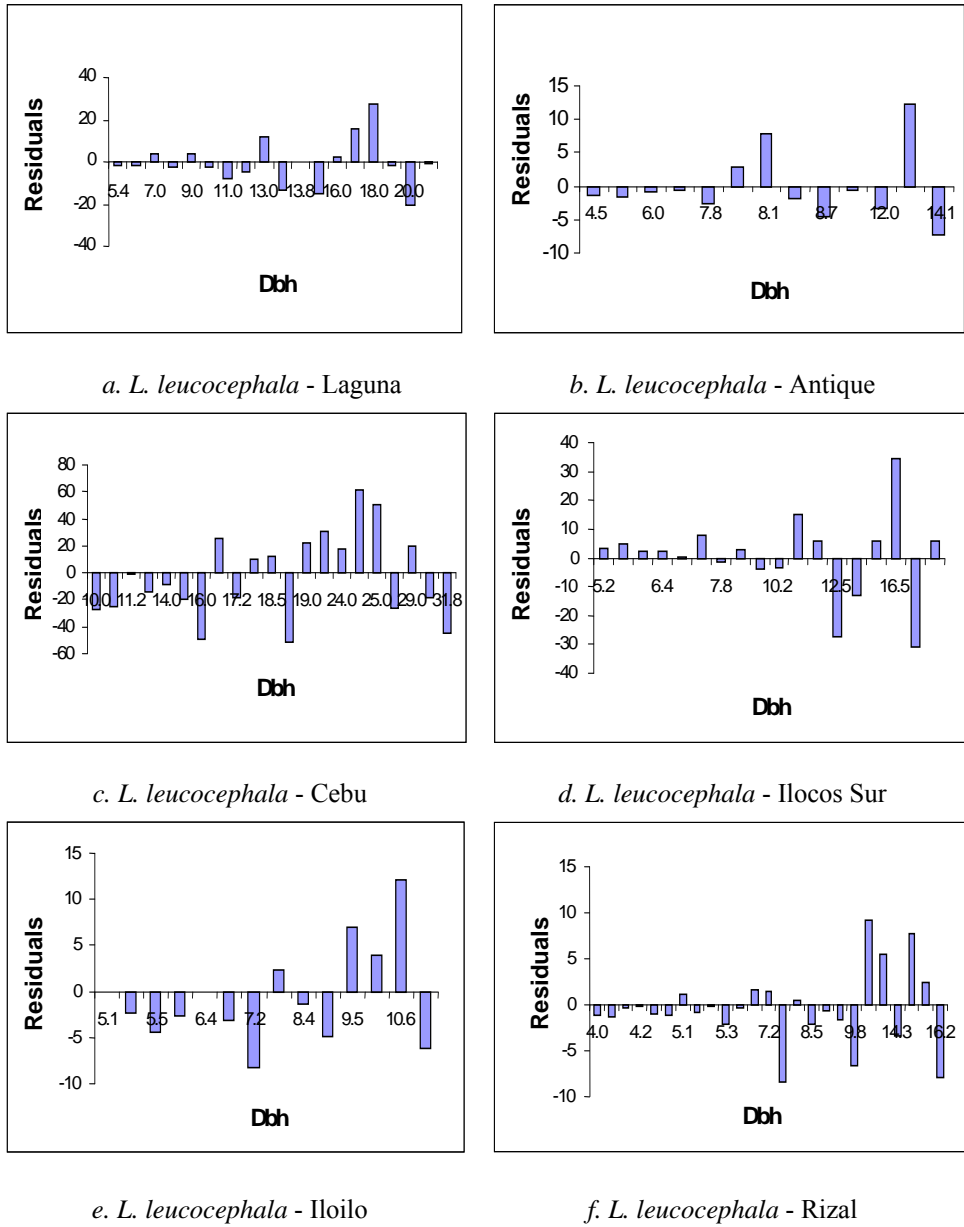 40
20
0
-20
-40
Residuals
5.4 7.0 9.0 11.0 13.0 13.8 16.0 18.0 20.0
Dbh
a. L. leucocephala - Laguna
15
10
5
0
-5
-10
Residuals
4.5 6.0 7.8 8.1 8.7 12.0 14.1
Dbh
b. L. leucocephala - Antique
80
60
40
20
0
-20
-40
-60
Residuals
10.0 11.2 14.0 16.0 17.2 18.5 19.0 24.0 25.0 29.0 31.8
Dbh
c. L. leucocephala - Cebu
40
30
20
10
0
-10
-20
-30
-40
Residuals
5.2 6.4 7.8 10.2 12.5 16.5
Dbh
d. L. leucocephala - Ilocos Sur
15
10
5
0
-5
-10
Residuals
5.1 5.5 6.4 7.2 8.4 9.5 10.6
Dbh
e. L. leucocephala - Iloilo
15
10
5
0
-5
-10
Residuals
4.0 4.2 5.1 5.3 7.2 8.5 9.8 14.3 16.2
Dbh
f. L. leucocephala - Rizal